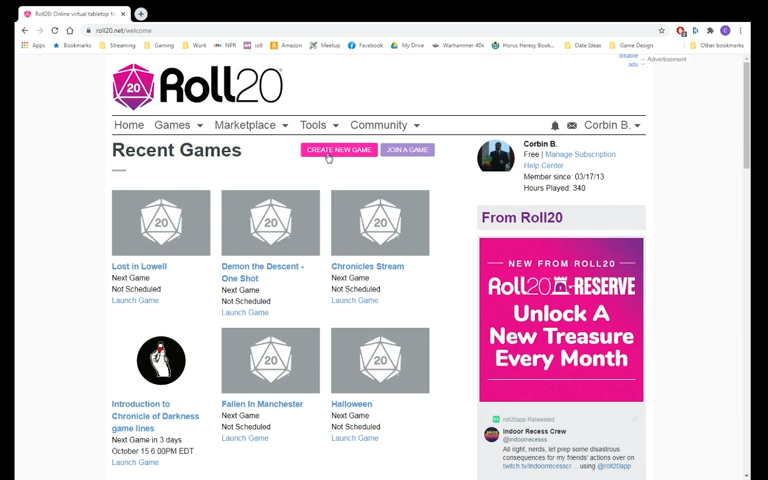 Roll20: Online virtual tabletop f
roll20.net/welcome
Apps Bookmarks Streaming Gaming Work NPR io9 Amazon Meetup Facebook My Drive Warhammer 40k Horus Heresy Book... Date Ideas Game Design Other bookmarks
disable
ads
Advertisement
20 Roll20
Home Games Marketplace Tools Community Corbin B.
Recent Games
CREATE NEW GAME JOIN A GAME
Corbin B.
Free | Manage Subscription
Help Center
Member since: 03/17/13
Hours Played: 340
From Roll20
20
20
20
Lost in Lowell
Next Game
Not Scheduled
Launch Game
Demon the Descent -
One Shot
Next Game
Not Scheduled
Launch Game
Chronicles Stream
Next Game
Not Scheduled
Launch Game
20
20
Introduction to
Chronicle of Darkness
game lines
Next Game in 3 days
October 15 6:00PM EDT
Launch Game
Fallen In Manchester
Next Game
Not Scheduled
Launch Game
Halloween
Next Game
Not Scheduled
Launch Game
NEW FROM ROLL20
Roll20 RESERVE
Unlock A
New Treasure
Every Month
roll20app Retweeted
Indoor Recess Crew
@indoorrecesss
All right, nerds, let prep some disastrous
consequences for my friends' actions over on
twitch.tv/indoorrecesscr... using @roll20app